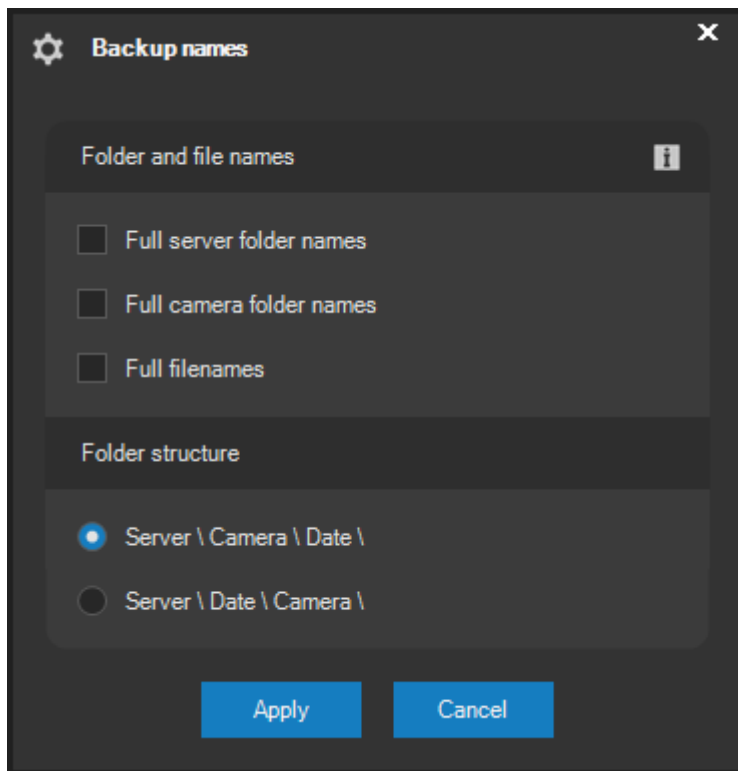 Backup names
Folder and file names
Full server folder names
Full camera folder names
Full filenames
Folder structure
Server \ Camera \ Date \
Server \ Date \ Camera \
Apply Cancel